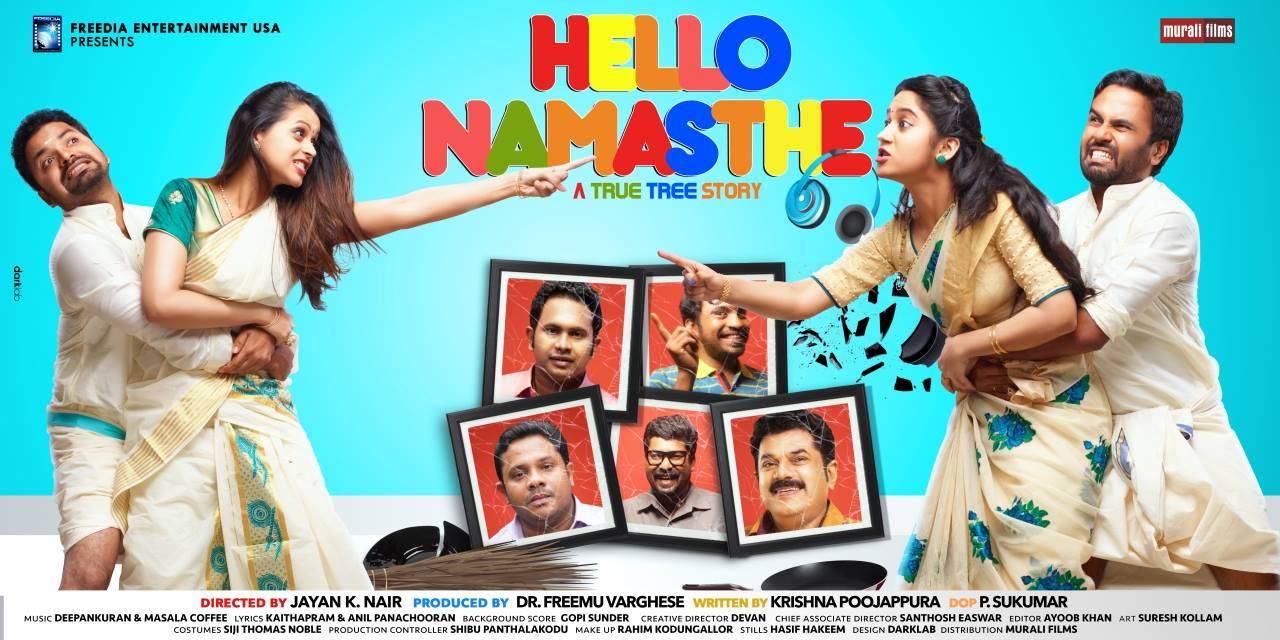 FREEDIA
FREEDIA ENTERTAINMENT USA
PRESENTS
murali films
HELLO
NAMASTHE
A TRUE TREE STORY
darklab
DIRECTED BY JAYAN K. NAIR PRODUCED BY DR. FREEMU VARGHESE WRITTEN BY KRISHNA POOJAPPURA DOP P. SUKUMAR
MUSIC DEEPANKURAN & MASALA COFFEE LYRICS KAITHAPRAM & ANIL PANACHOORAN BACKGROUND SCORE GOPI SUNDER CREATIVE DIRECTOR DEVAN CHIEF ASSOCIATE DIRECTOR SANTHOSH EASWAR EDITOR AYOOB KHAN ART SURESH KOLLAM
COSTUMES SIJI THOMAS NOBLE PRODUCTION CONTROLLER SHIBU PANTHALAKODU MAKE UP RAHIM KODUNGALLOR STILLS HASIF HAKEEM DESIGN DARKLAB DISTRIBUTION MURALI FILMS